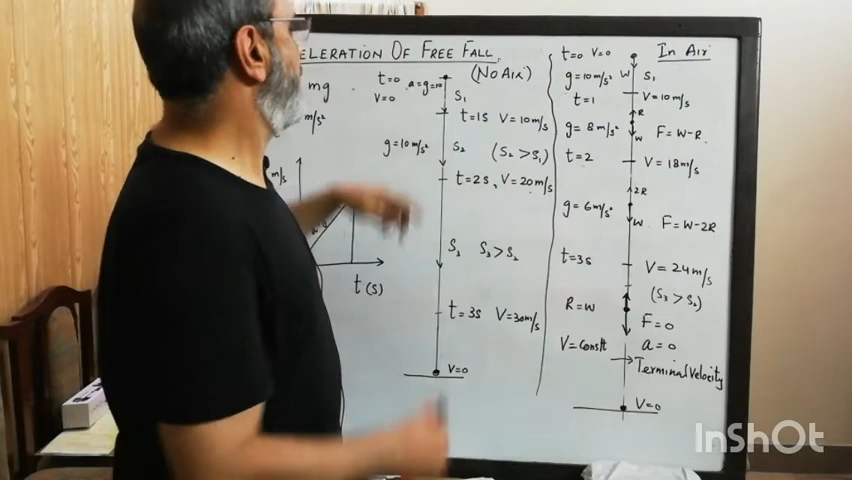 ELERATION OF FREE FALL
mg
m/s²
m/s
t (s)
(No Air)
t=0 a=g=10
V=0
S₁
t=1s V=10m/s
g=10m/s²
S₂ (S₂ > S₁)
t=2s, V=20m/s
S₃ S₃ > S₂
t=3s V=30m/s
V=0
In Air
t=0 V=0
W S₁
g=10m/s²
t=1 V=10m/s
R
g=8m/s² W F=W-R
t=2 V=18m/s
2R
g=6m/s² W F=W-2R
t=3s V=24m/s
(S₃ > S₂)
R=W
F=0
V=Const a=0
Terminal Velocity
V=0
InShOt